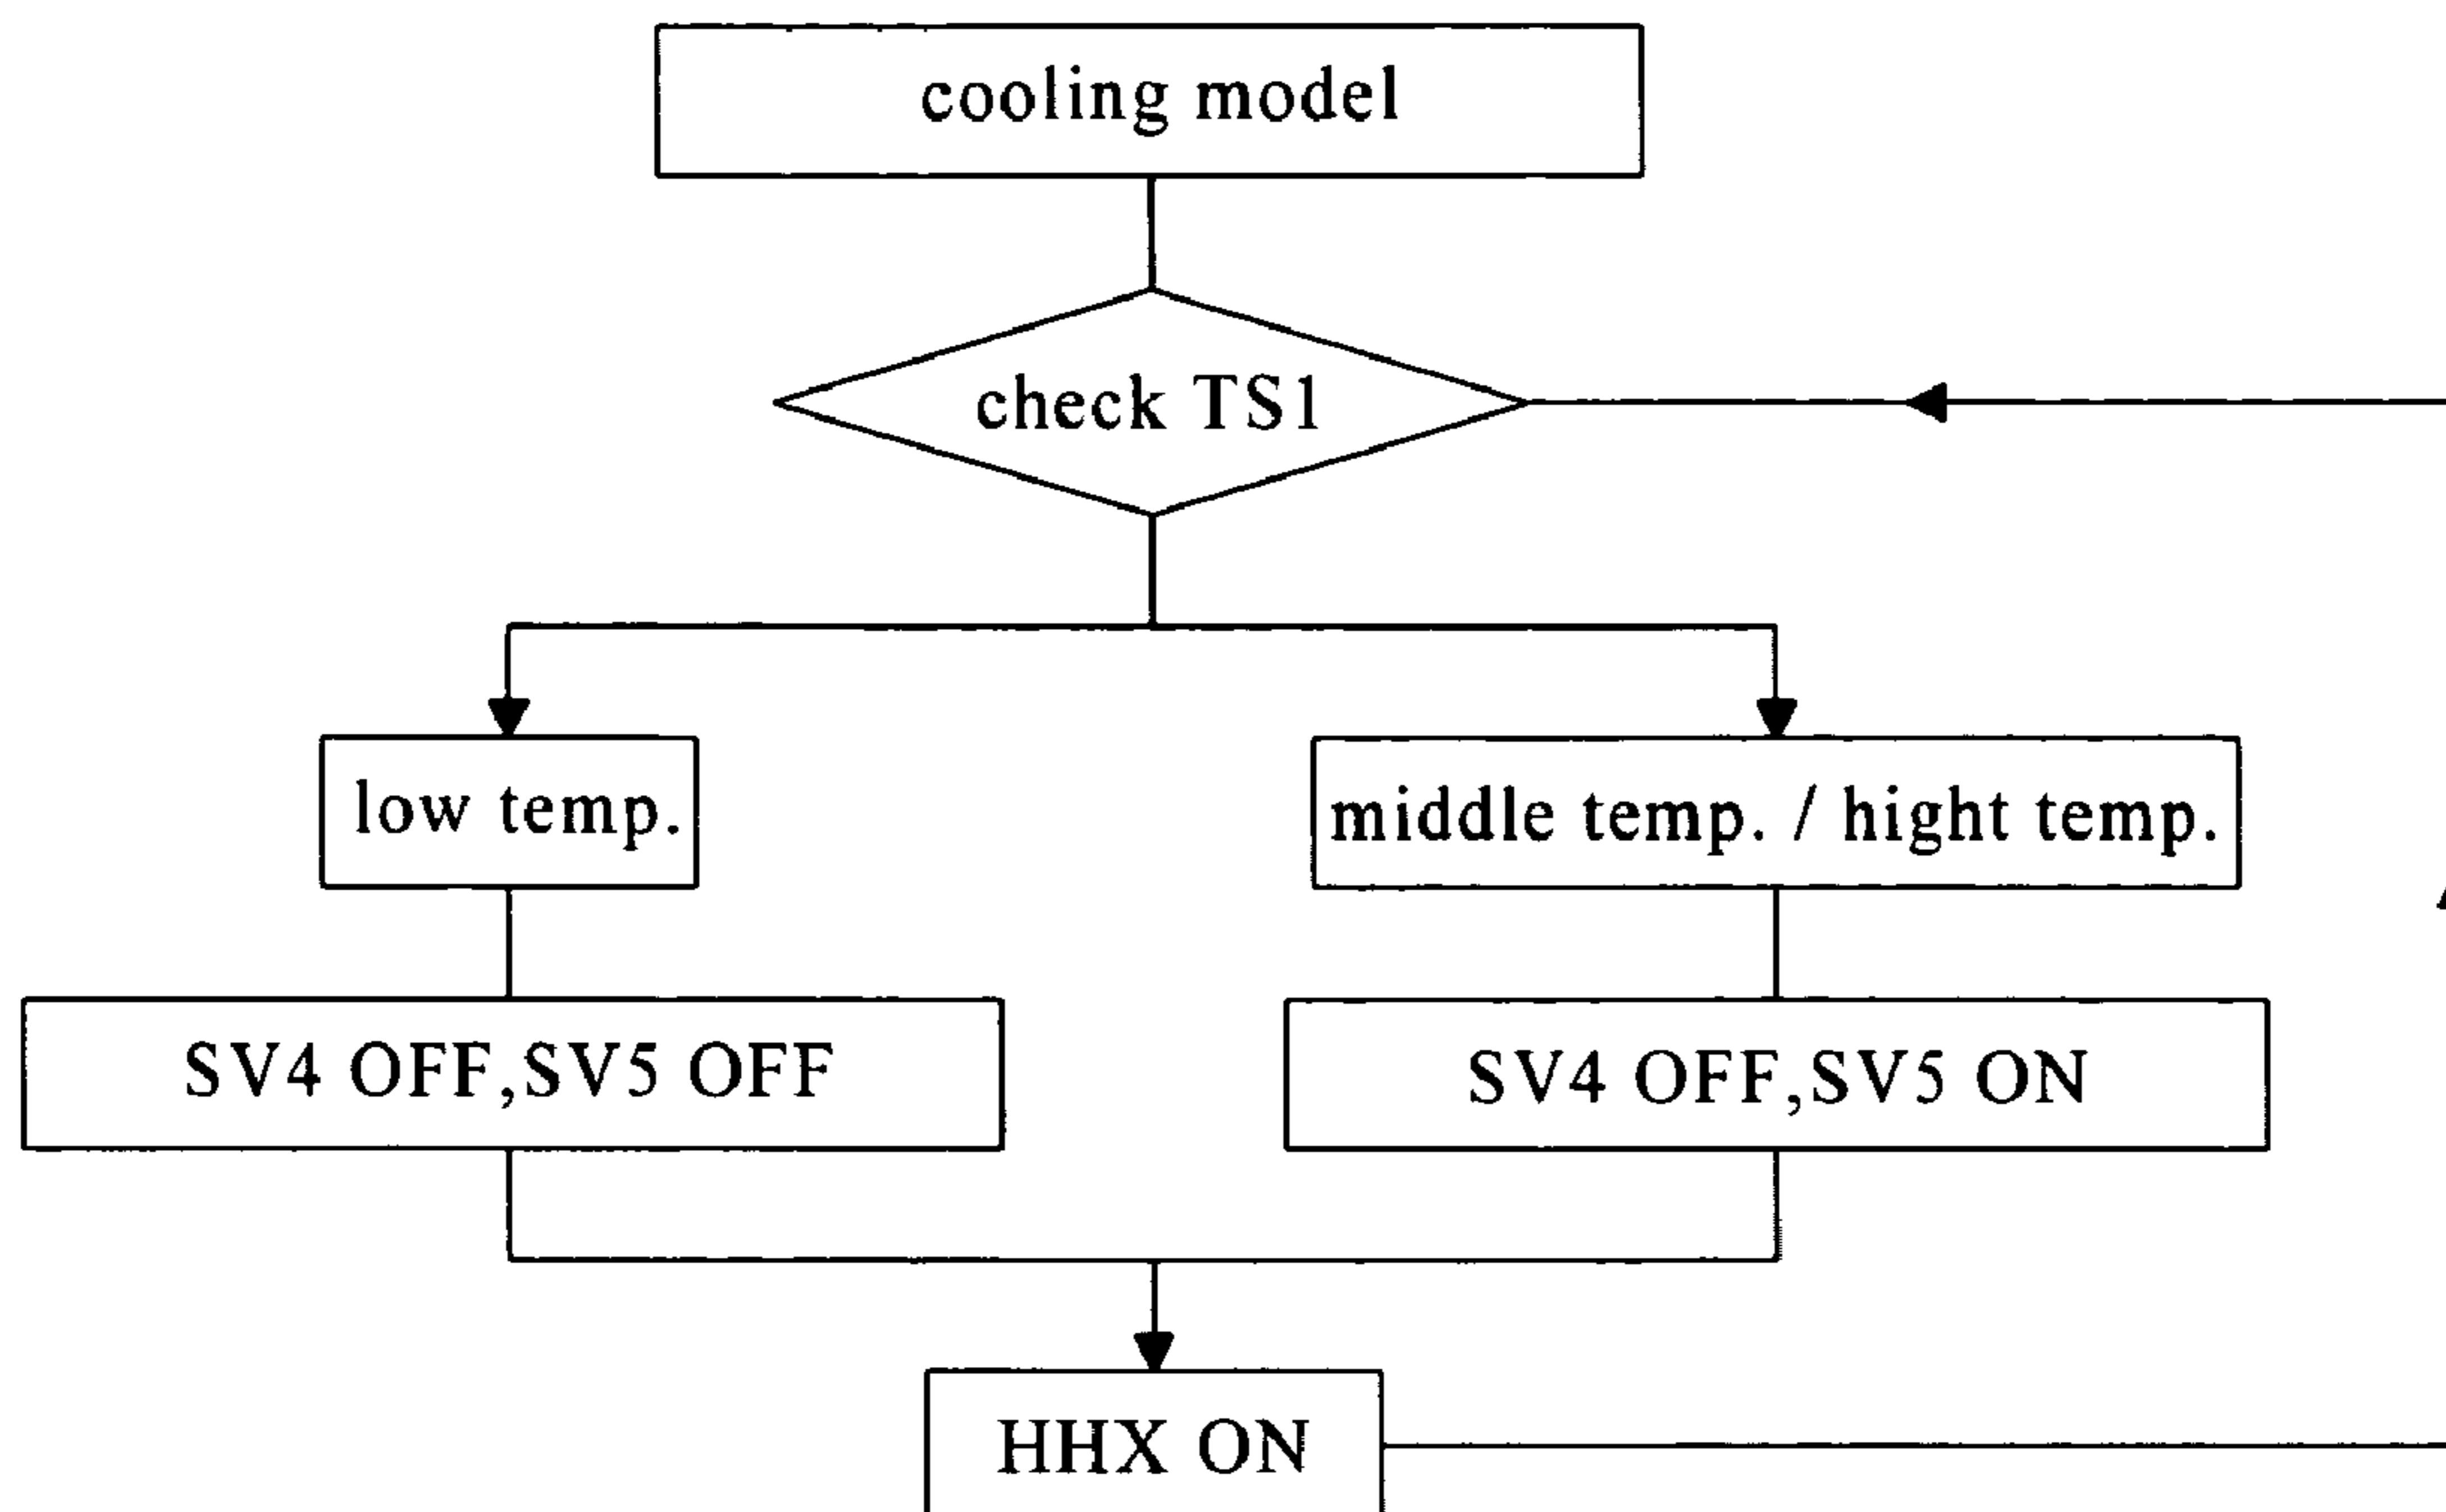 cooling model
check TS1
low temp.
middle temp. / hight temp.
SV4 OFF,SV5 OFF
SV4 OFF,SV5 ON
HHX ON